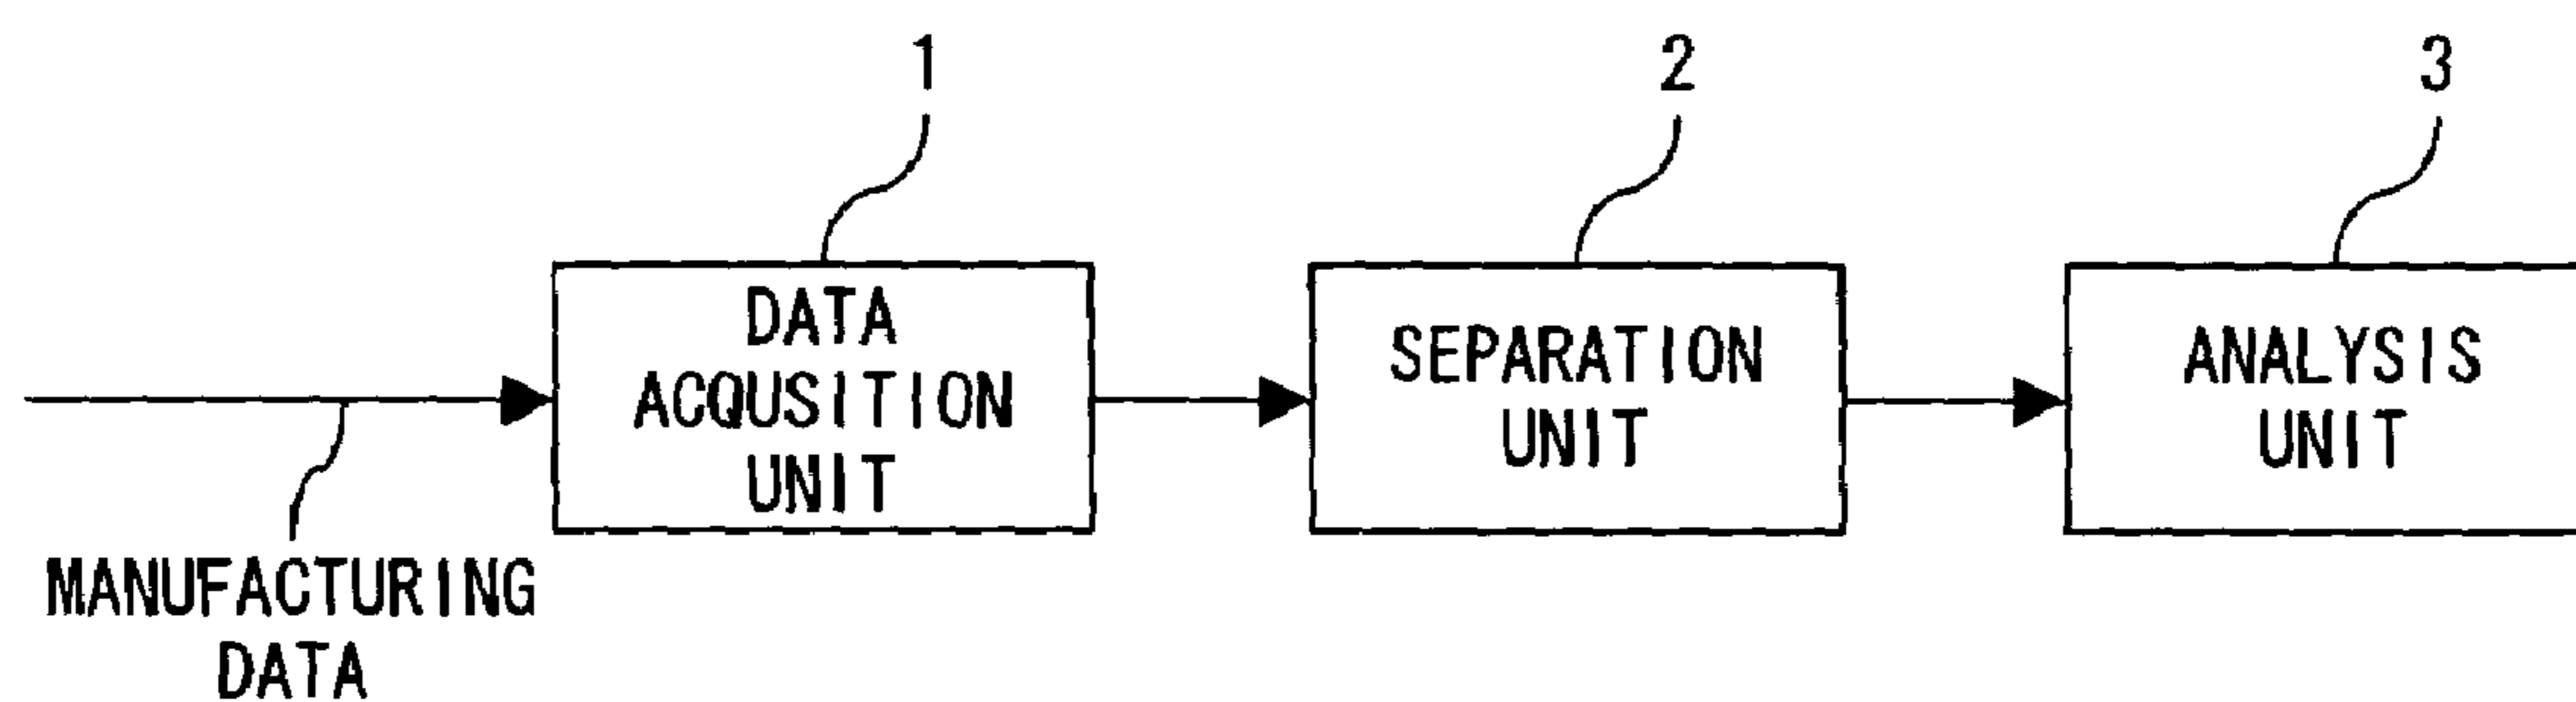 1
2
3
DATA
ACQUSITION
UNIT
SEPARATION
UNIT
ANALYSIS
UNIT
MANUFACTURING
DATA